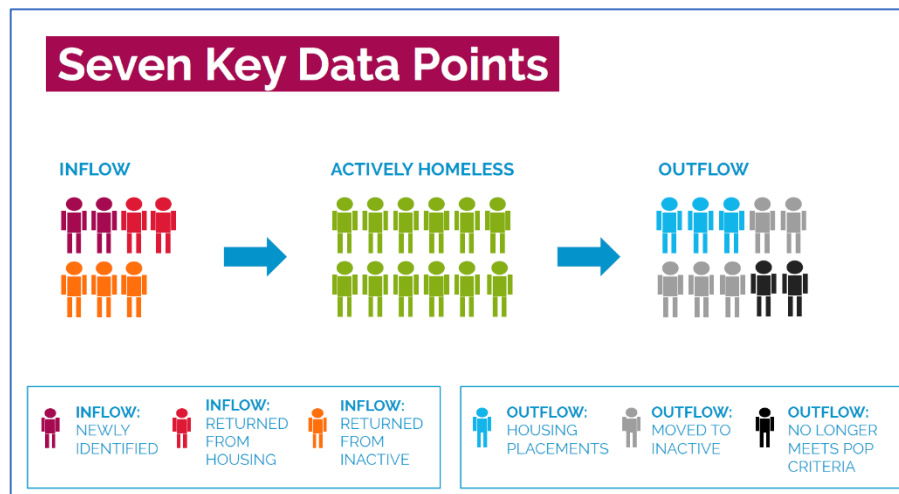 Seven Key Data Points
INFLOW
ACTIVELY HOMELESS
OUTFLOW
INFLOW:
NEWLY
IDENTIFIED
INFLOW:
RETURNED
FROM
HOUSING
INFLOW:
RETURNED
FROM
INACTIVE
OUTFLOW:
HOUSING
PLACEMENTS
OUTFLOW:
MOVED TO
INACTIVE
OUTFLOW:
NO LONGER
MEETS POP
CRITERIA